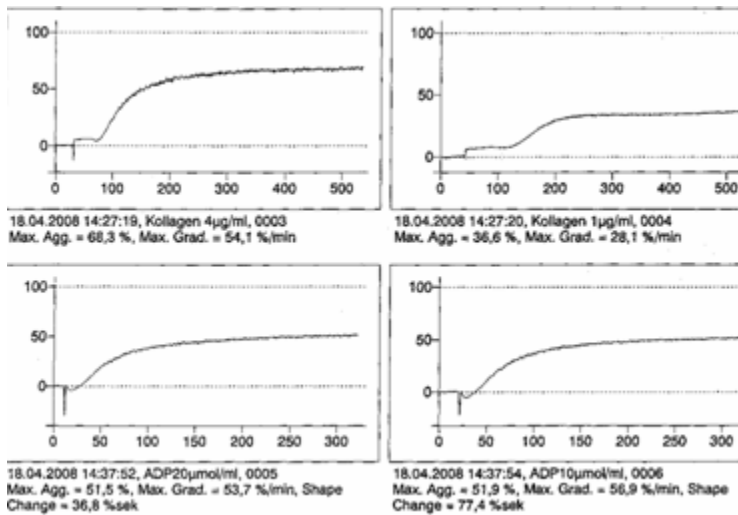 100
50
0
0 100 200 300 400 500
18.04.2008 14:27:19, Kollagen 4µg/ml, 0003
Max. Agg. = 68,3 %, Max. Grad. = 54,1 %/min
100
50
0
0 100 200 300 400 500
18.04.2008 14:27:20, Kollagen 1µg/ml, 0004
Max. Agg. = 36,6 %, Max. Grad. = 28,1 %/min
100
50
0
0 50 100 150 200 250 300
18.04.2008 14:37:52, ADP20µmol/ml, 0005
Max. Agg. = 51,5 %, Max. Grad. = 53,7 %/min, Shape
Change = 36,8 %sek
100
50
0
0 50 100 150 200 250 300
18.04.2008 14:37:54, ADP10µmol/ml, 0006
Max. Agg. = 51,9 %, Max. Grad. = 56,9 %/min, Shape
Change = 77,4 %sek